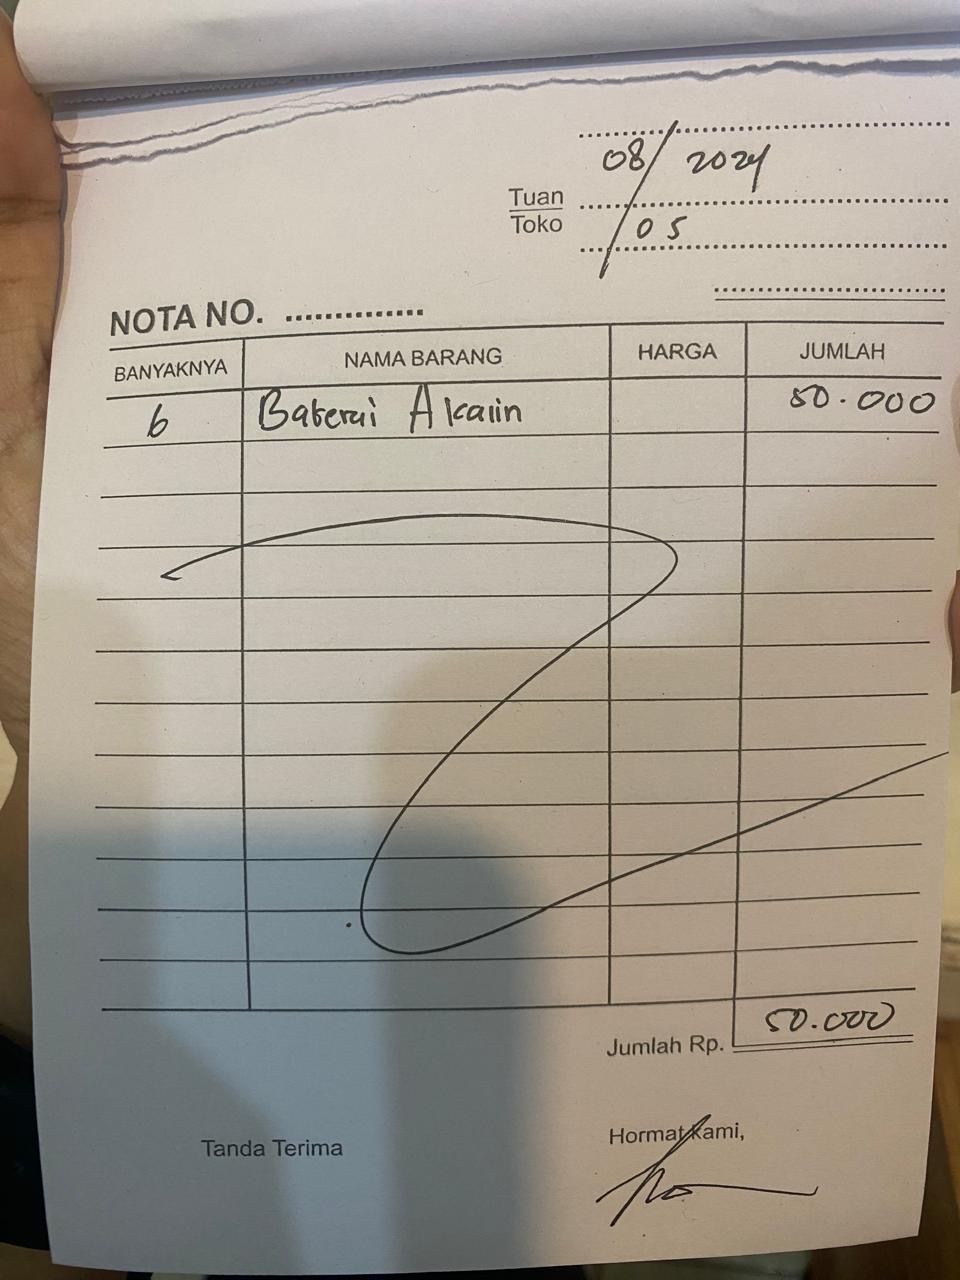 08/2024
Tuan
Toko
05
NOTA NO. ..............
BANYAKNYA NAMA BARANG HARGA JUMLAH
6 Baterai Alkalin 50.000
Jumlah Rp. 50.000
Tanda Terima Hormat Kami,